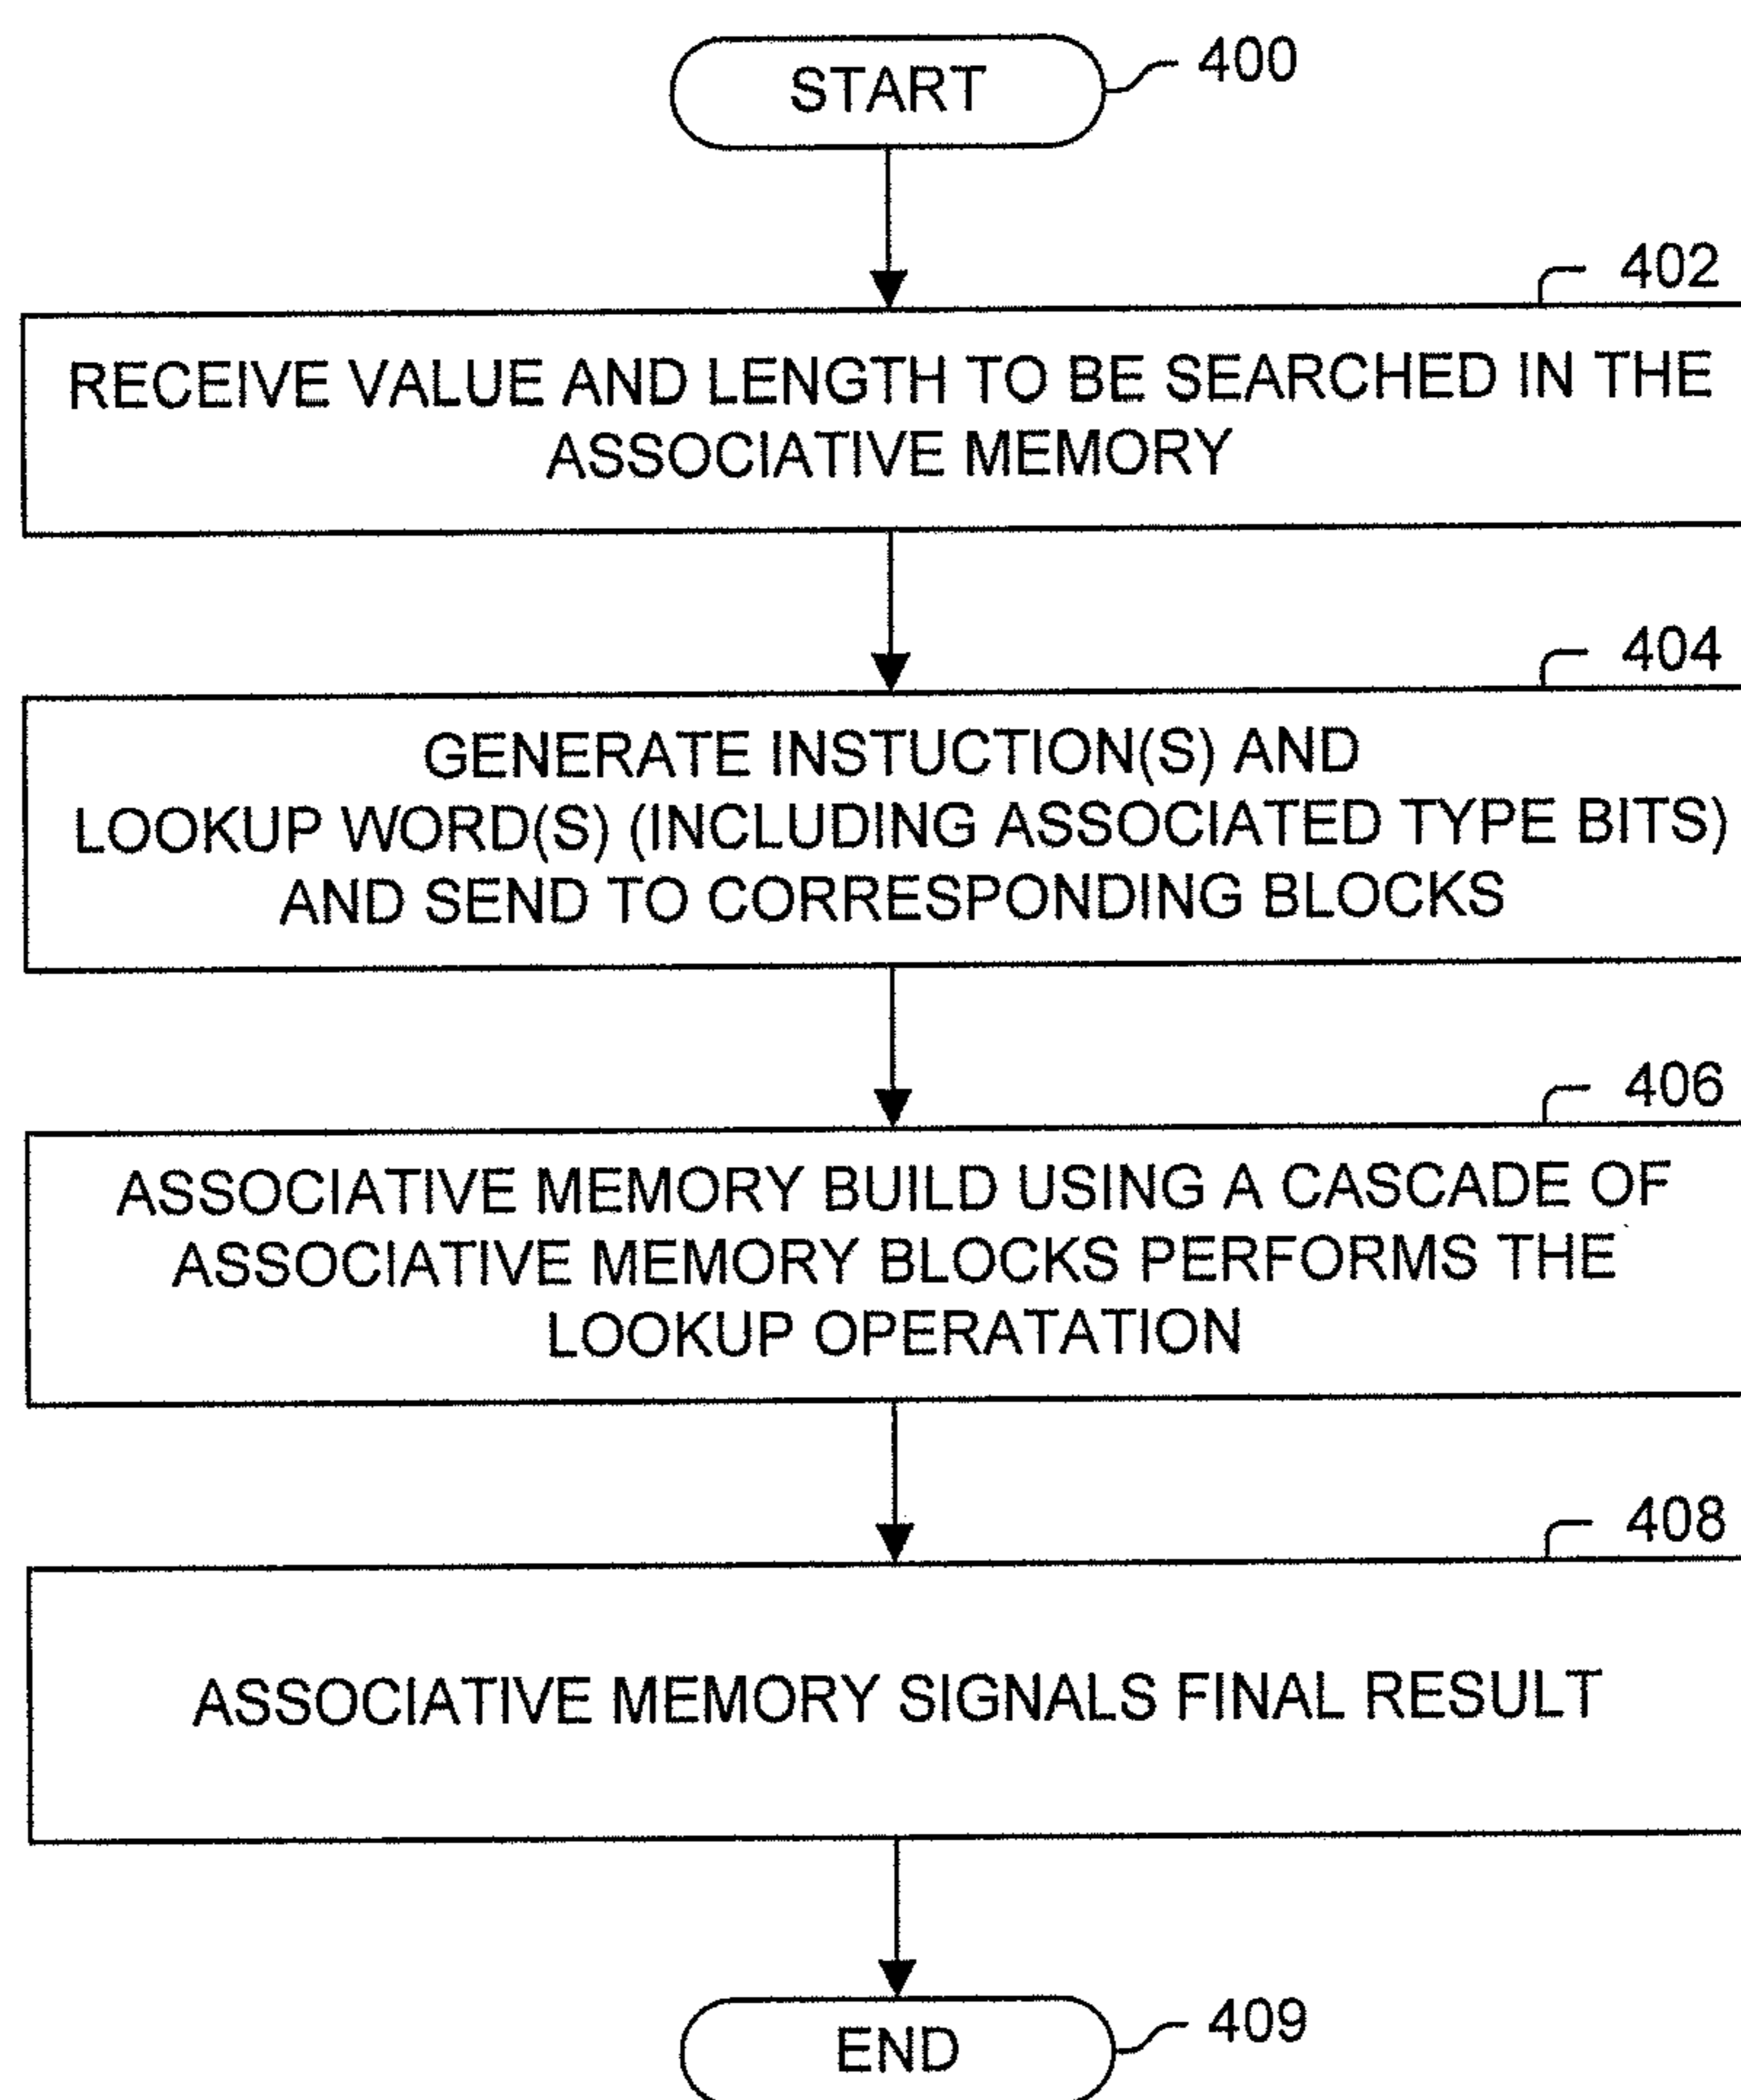 START
400
402
RECEIVE VALUE AND LENGTH TO BE SEARCHED IN THE
ASSOCIATIVE MEMORY
404
GENERATE INSTUCTION(S) AND
LOOKUP WORD(S) (INCLUDING ASSOCIATED TYPE BITS)
AND SEND TO CORRESPONDING BLOCKS
406
ASSOCIATIVE MEMORY BUILD USING A CASCADE OF
ASSOCIATIVE MEMORY BLOCKS PERFORMS THE
LOOKUP OPERATATION
408
ASSOCIATIVE MEMORY SIGNALS FINAL RESULT
END
409